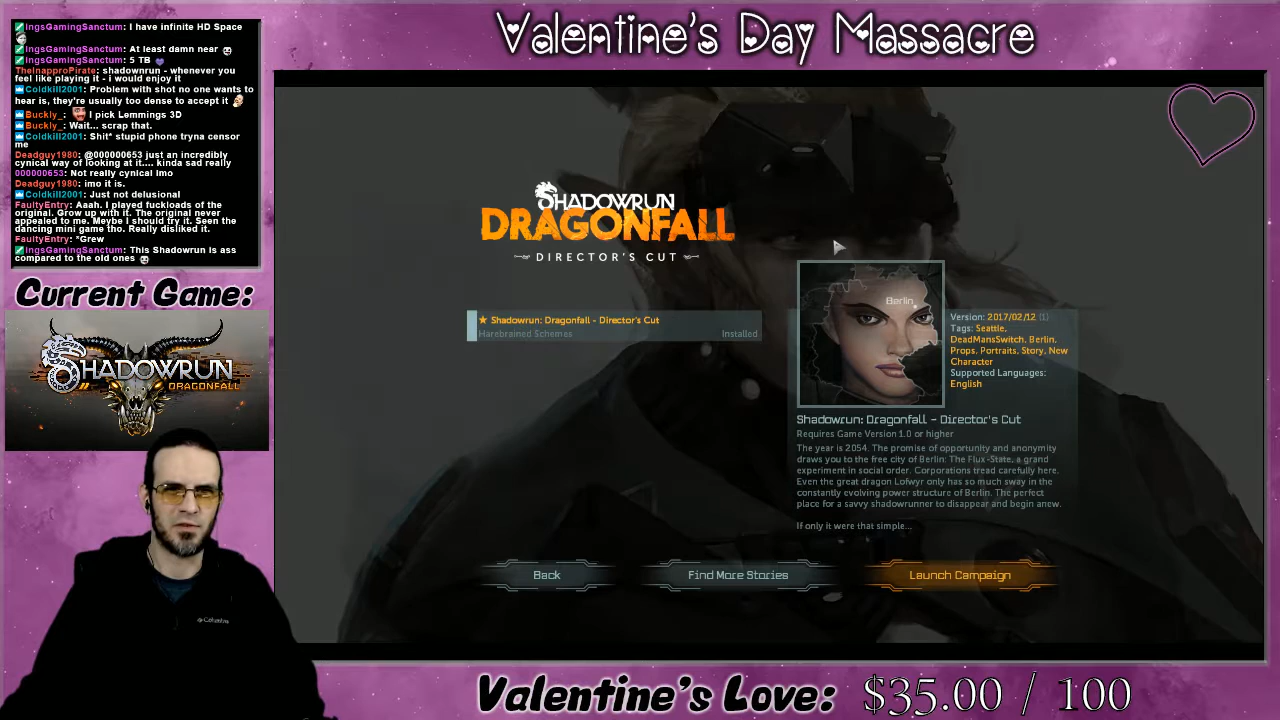 Valentine's Day Massacre
IngsGamingSanctum: I have infinite HD Space
IngsGamingSanctum: At least damn near
IngsGamingSanctum: 5 TB
TheInapproPirate: shadowrun - whenever you
feel like playing it - i would enjoy it
Coldkill2001: Problem with shot no one wants to
hear is, they're usually too dense to accept it
Buckly_: I pick Lemmings 3D
Buckly_: Wait... scrap that.
Coldkill2001: Shit* stupid phone tryna censor
me
Deadguy1980: @000000653 just an incredibly
cynical way of looking at it.... kinda sad really
000000653: Not really cynical imo
Deadguy1980: imo it is.
Coldkill2001: Just not delusional
FaultyEntry: Aaah. I played fuckloads of the
original. Grow up with it. The original never
appealed to me. Meybe I should try it. Seen the
dancing mini game tho. Really disliked it.
FaultyEntry: *Grew
IngsGamingSanctum: This Shadowrun is ass
compared to the old ones
Current Game:
SHADOWRUN
DRAGONFALL
Columbia
SHADOWRUN
DRAGONFALL
DIRECTOR'S CUT
★ Shadowrun: Dragonfall - Director's Cut
Harebrained Schemes Installed
Berlin
Version: 2017/02/12 (1)
Tags: Seattle,
DeadMansSwitch, Berlin,
Props, Portraits, Story, New
Character
Supported Languages:
English
Shadowrun: Dragonfall - Director's Cut
Requires Game Version 1.0 or higher
The year is 2054. The promise of opportunity and anonymity
draws you to the free city of Berlin: The Flux-State, a grand
experiment in social order. Corporations tread carefully here.
Even the great dragon Lofwyr only has so much sway in the
constantly evolving power structure of Berlin. The perfect
place for a savvy shadowrunner to disappear and begin anew.
If only it were that simple...
Back
Find More Stories
Launch Campaign
Valentine's Love: $35.00 / 100